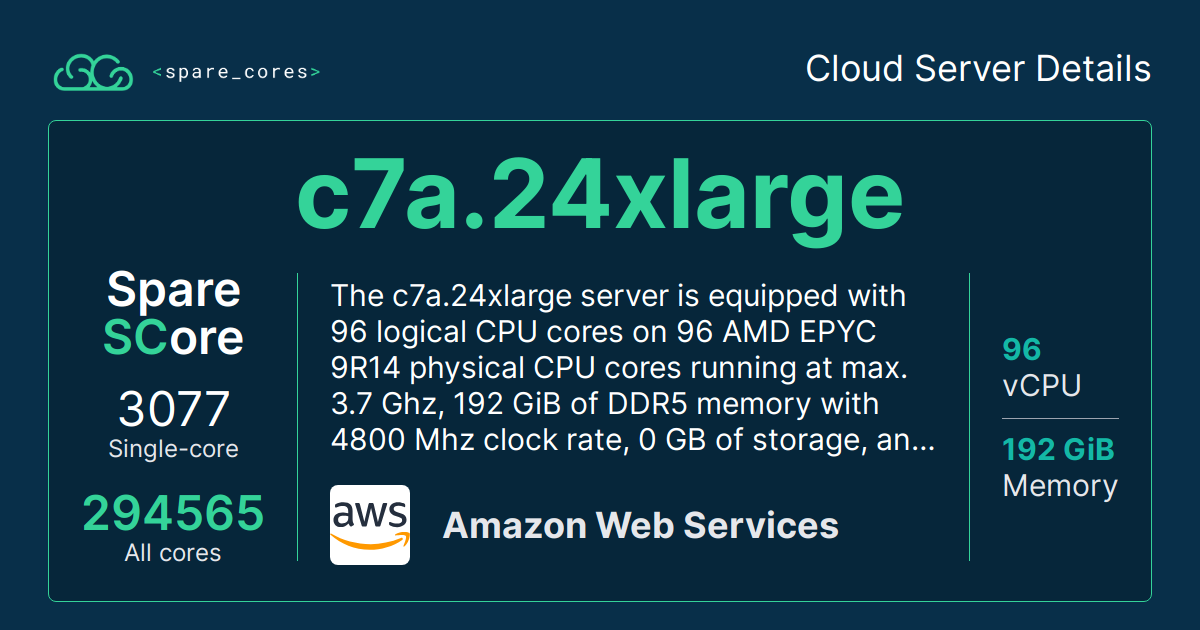 <spare_cores>
Cloud Server Details
c7a.24xlarge
Spare
SCore
3077
Single-core
294565
All cores
The c7a.24xlarge server is equipped with
96 logical CPU cores on 96 AMD EPYC
9R14 physical CPU cores running at max.
3.7 Ghz, 192 GiB of DDR5 memory with
4800 Mhz clock rate, 0 GB of storage, an...
aws
Amazon Web Services
96
vCPU
192 GiB
Memory